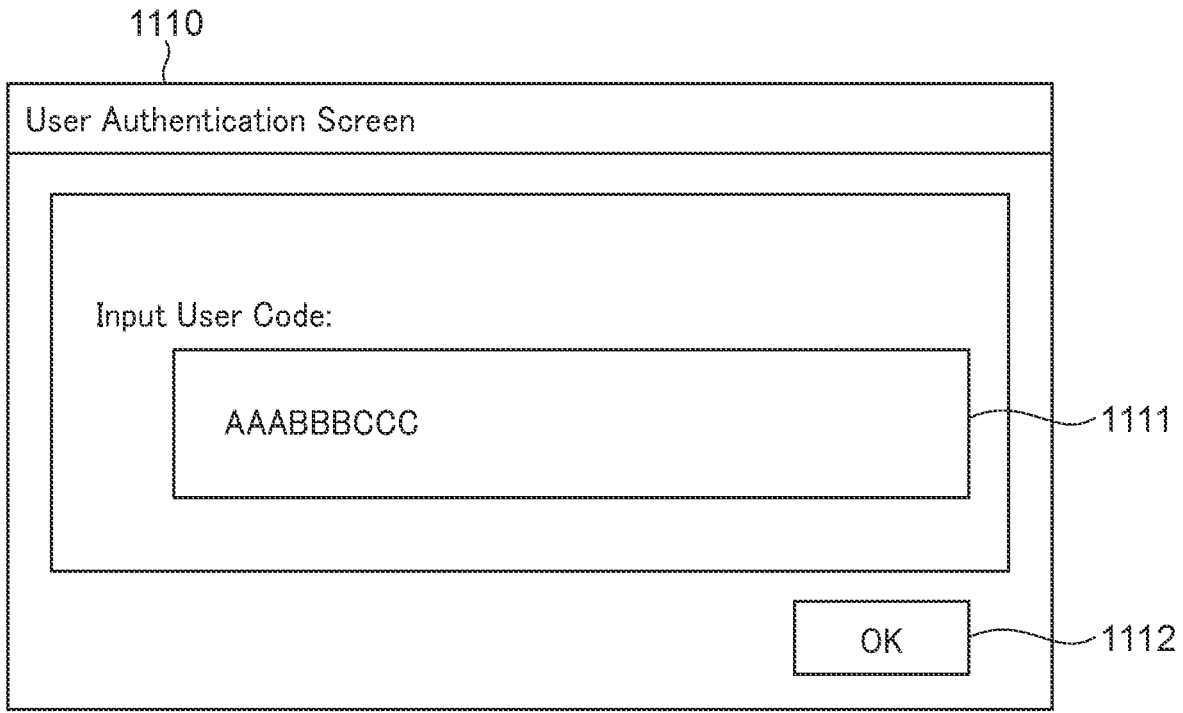 1110
User Authentication Screen
Input User Code:
AAABBBCCC
1111
OK
1112